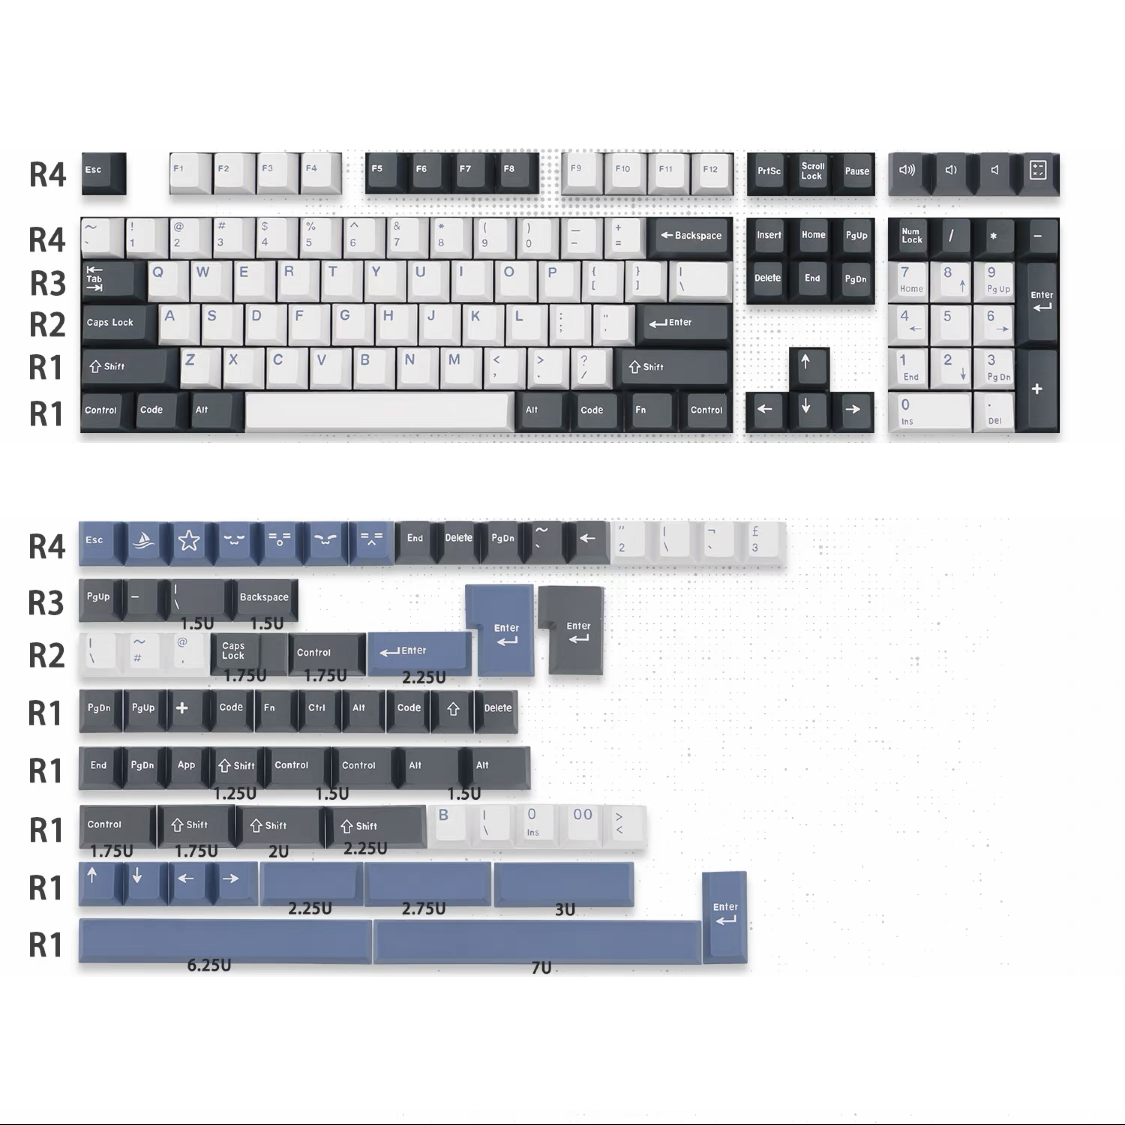 R4 Esc F1 F2 F3 F4 F5 F6 F7 F8 F9 F10 F11 F12 PrtSc Scroll Lock Pause
R4 ~ ` ! 1 @ 2 # 3 $ 4 % 5 ^ 6 & 7 * 8 ( 9 ) 0 — – + = ← Backspace Insert Home PgUp Num Lock / * –
R3 Tab Q W E R T Y U I O P { [ } ] | \ Delete End PgDn 7 Home 8 ↑ 9 Pg Up Enter
R2 Caps Lock A S D F G H J K L : ; " ' Enter 4 ← 5 6 →
R1 Shift Z X C V B N M < , > . ? / Shift ↑ 1 End 2 ↓ 3 Pg Dn +
R1 Control Code Alt Alt Code Fn Control ← ↓ → 0 Ins . Del
R4 Esc End Delete PgDn ~ ` ← " 2 | \ ¬ ` £ 3
R3 PgUp – | \ Backspace
1.5U 1.5U
Enter Enter
R2 | \ ~ # @ ' Caps Lock Control Enter
1.75U 1.75U 2.25U
R1 PgDn PgUp + Code Fn Ctrl Alt Code Delete
R1 End PgDn App Shift Control Control Alt Alt
1.25U 1.5U 1.5U
R1 Control Shift Shift Shift B | \ 0 Ins 00 > <
1.75U 1.75U 2U 2.25U
R1 ↑ ↓ ← →
2.25U 2.75U 3U
Enter
R1
6.25U 7U